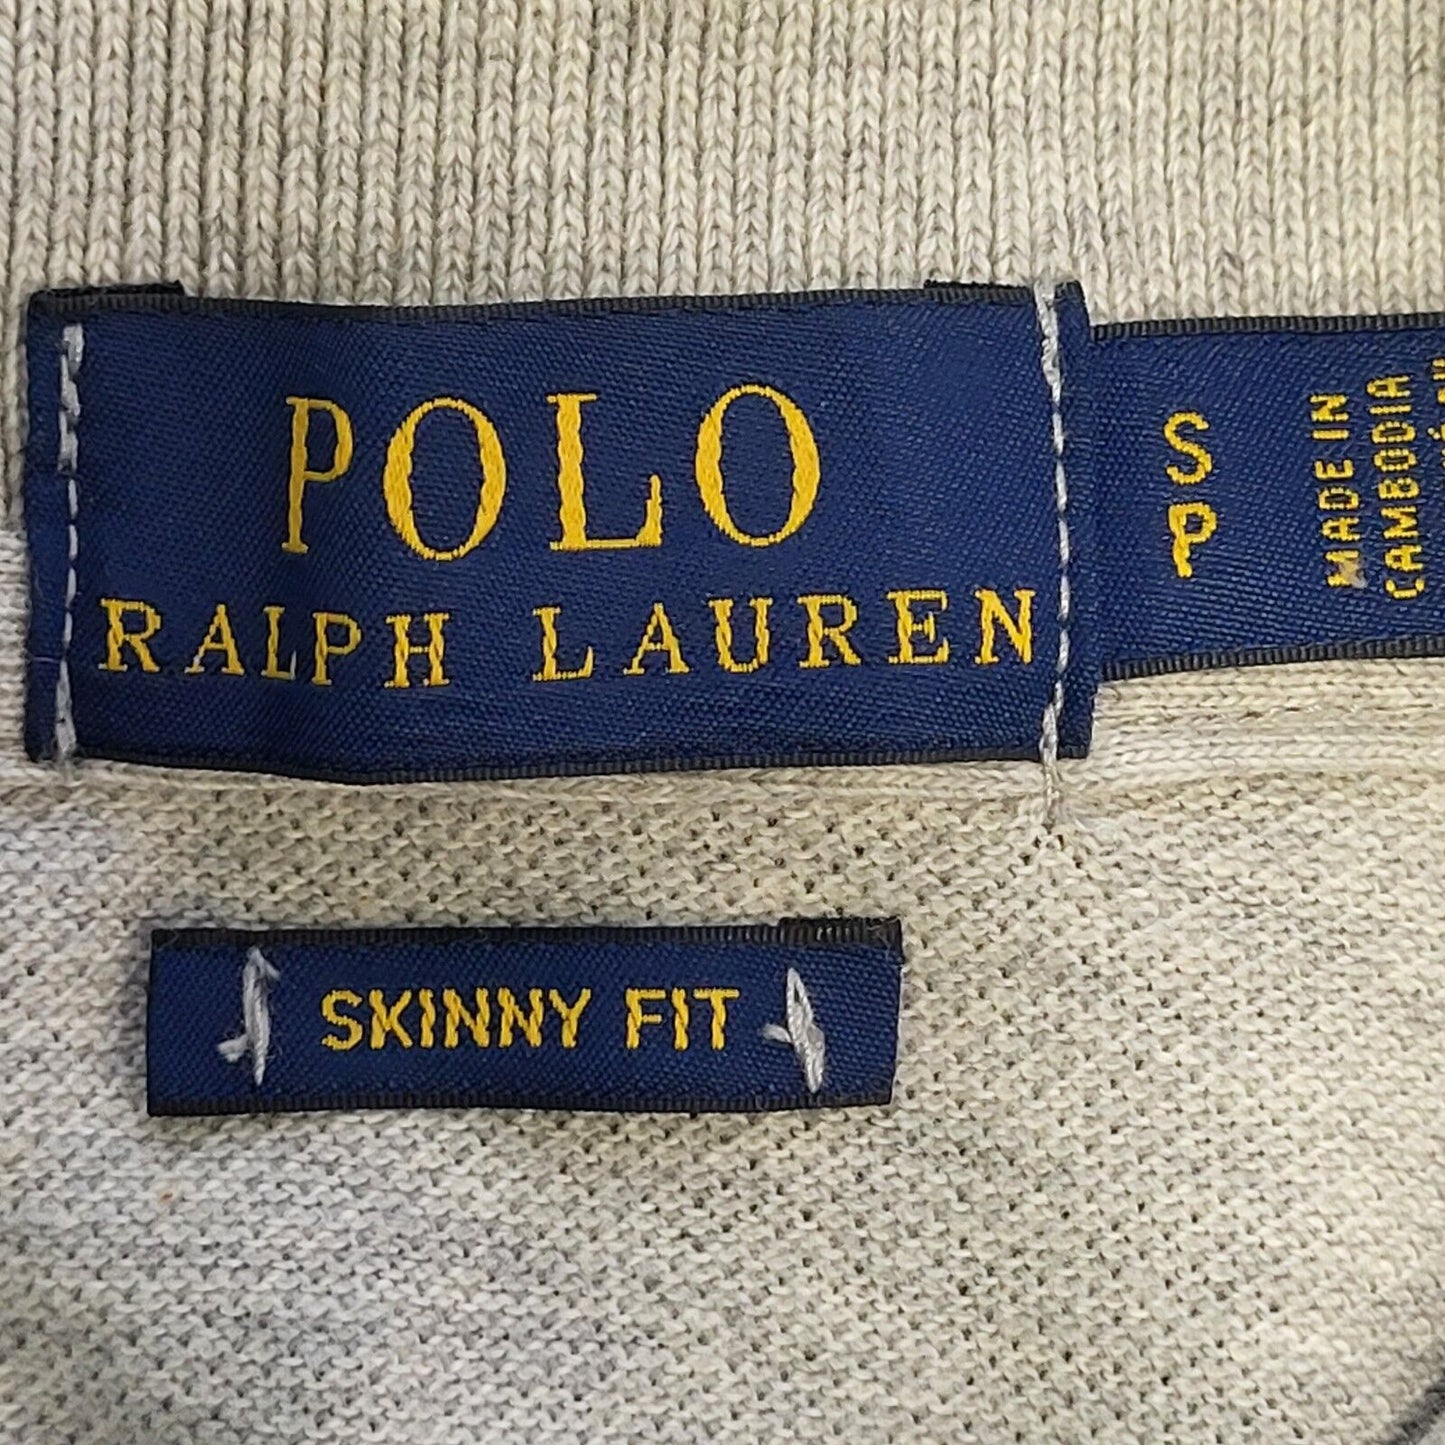 POLO
RALPH LAUREN
S
P
MADE IN
CAMBODIA
SKINNY FIT